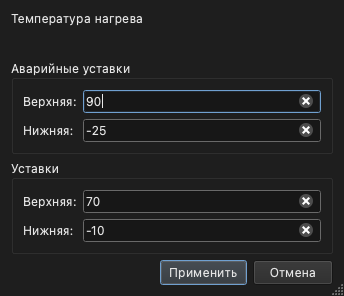 Температура нагрева
Аварийные уставки
Верхняя: 90
Нижняя: -25
Уставки
Верхняя: 70
Нижняя: -10
Применить Отмена